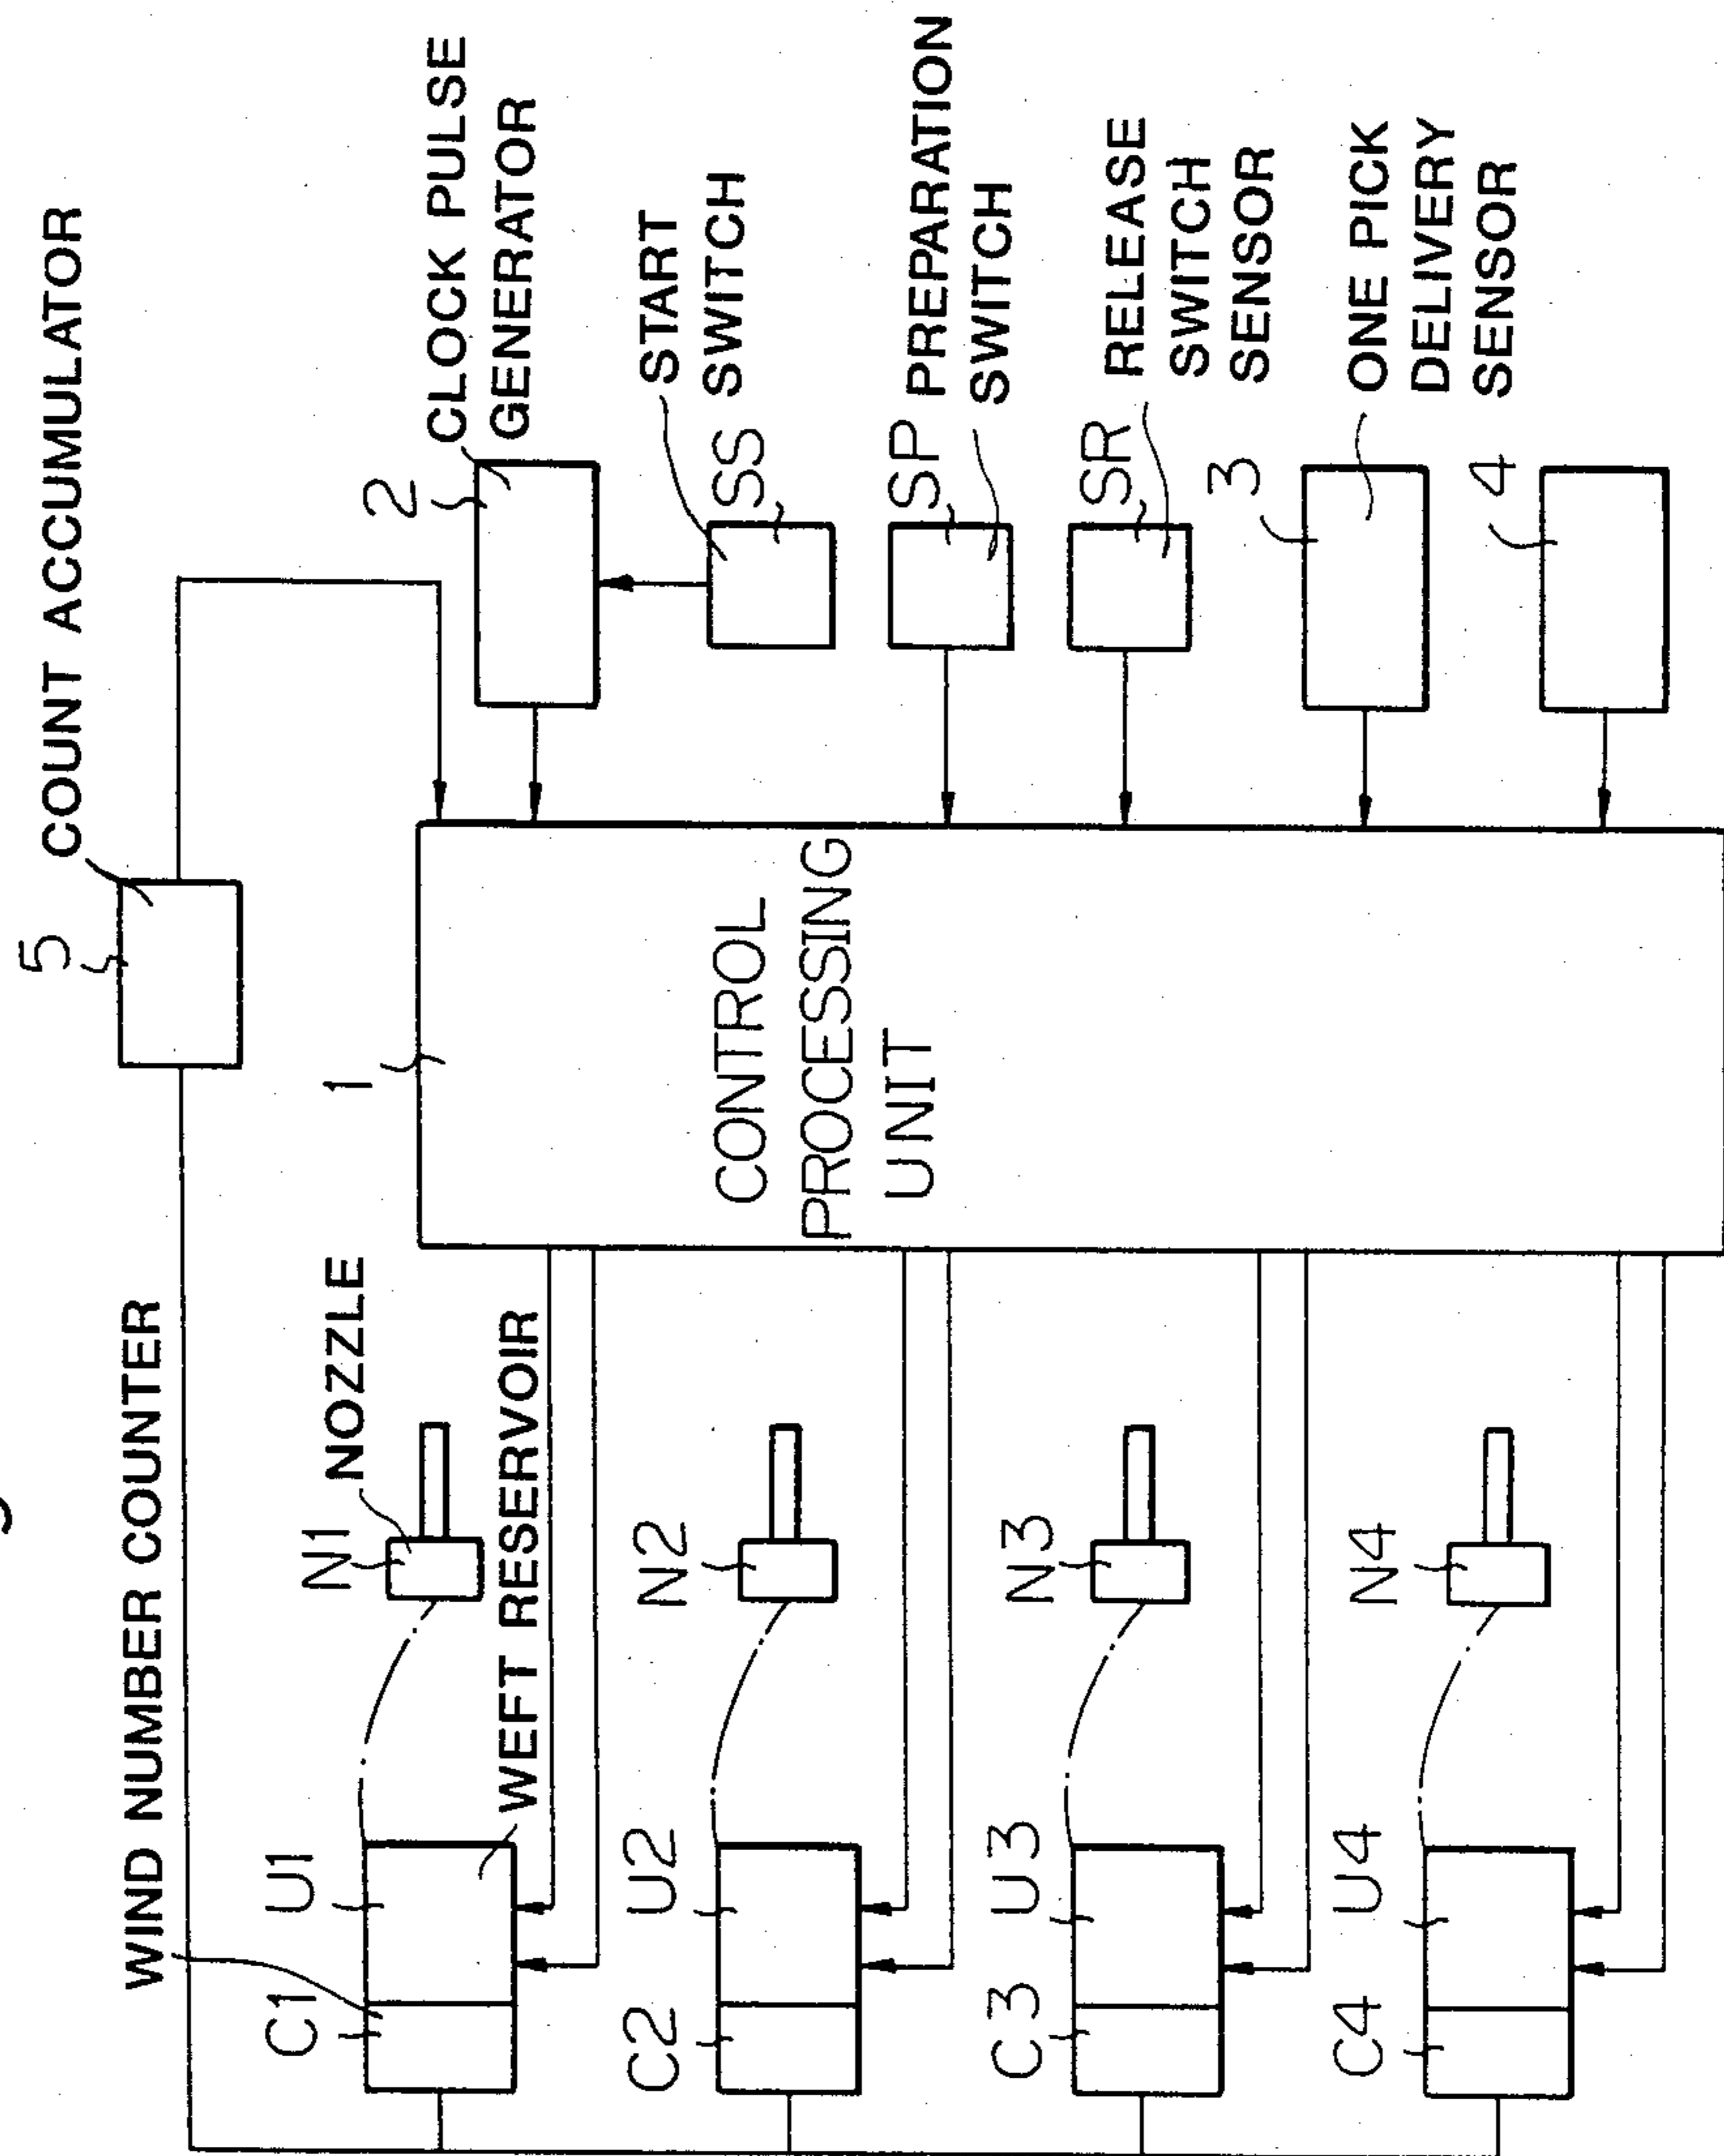 5
COUNT ACCUMULATOR
WIND NUMBER COUNTER
1
2
CLOCK PULSE
GENERATOR
C1
U1
N1
NOZZLE
WEFT RESERVOIR
START
SWITCH
SS
CONTROL
PROCESSING
UNIT
C2
U2
N2
SP
PREPARATION
SWITCH
C3
U3
N3
SR
RELEASE
SWITCH
SENSOR
3
ONE PICK
DELIVERY
SENSOR
C4
U4
N4
4